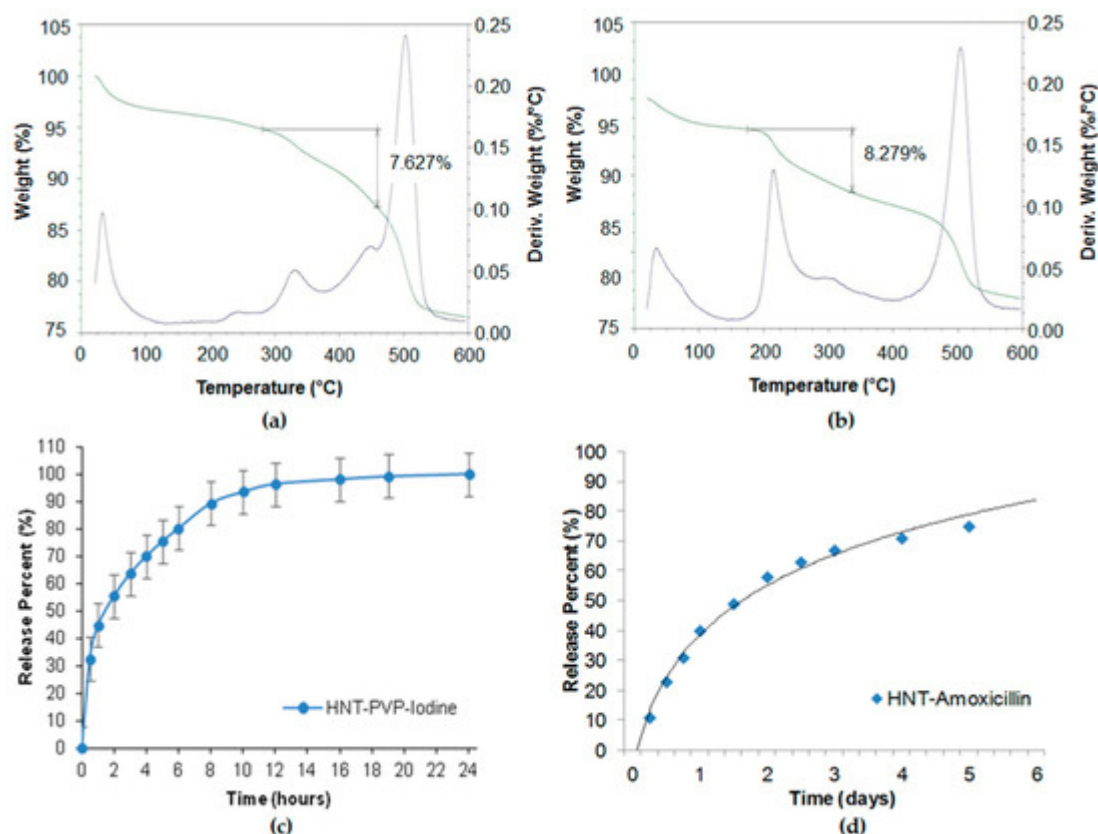 105
100
95
90
85
80
75
Weight (%)
7.627%
0.25
0.20
0.15
0.10
0.05
0.00
Deriv. Weight (%/°C)
0 100 200 300 400 500 600
Temperature (°C)
(a)
105
100
95
90
85
80
75
Weight (%)
8.279%
0.25
0.20
0.15
0.10
0.05
0.00
Deriv. Weight (%/°C)
0 100 200 300 400 500 600
Temperature (°C)
(b)
110
100
90
80
70
60
50
40
30
20
10
0
Release Percent (%)
HNT-PVP-Iodine
0 2 4 6 8 10 12 14 16 18 20 22 24
Time (hours)
(c)
100
90
80
70
60
50
40
30
20
10
0
Release Percent (%)
HNT-Amoxicillin
0 1 2 3 4 5 6
Time (days)
(d)